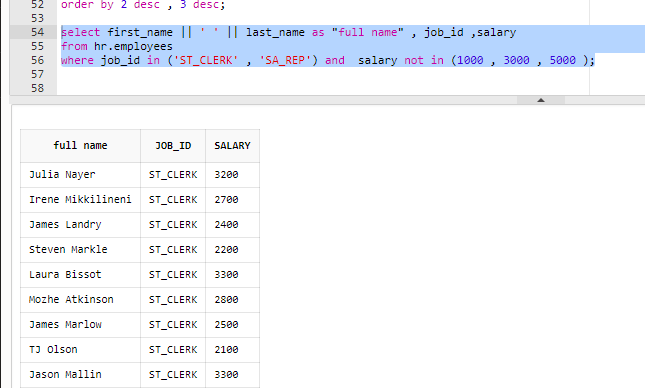 52 order by 2 desc , 3 desc;
53
54 select first_name || ' ' || last_name as "full name" , job_id ,salary
55 from hr.employees
56 where job_id in ('ST_CLERK' , 'SA_REP') and  salary not in (1000 , 3000 , 5000 );
57
58
full name JOB_ID SALARY
Julia Nayer ST_CLERK 3200
Irene Mikkilineni ST_CLERK 2700
James Landry ST_CLERK 2400
Steven Markle ST_CLERK 2200
Laura Bissot ST_CLERK 3300
Mozhe Atkinson ST_CLERK 2800
James Marlow ST_CLERK 2500
TJ Olson ST_CLERK 2100
Jason Mallin ST_CLERK 3300